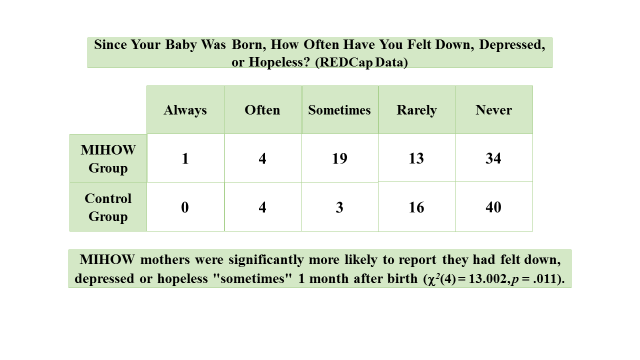 Since Your Baby Was Born, How Often Have You Felt Down, Depressed,
or Hopeless? (REDCap Data)
Always Often Sometimes Rarely Never
MIHOW
Group
1 4 19 13 34
Control
Group
0 4 3 16 40
MIHOW mothers were significantly more likely to report they had felt down,
depressed or hopeless "sometimes" 1 month after birth (χ²(4) = 13.002, p = .011).